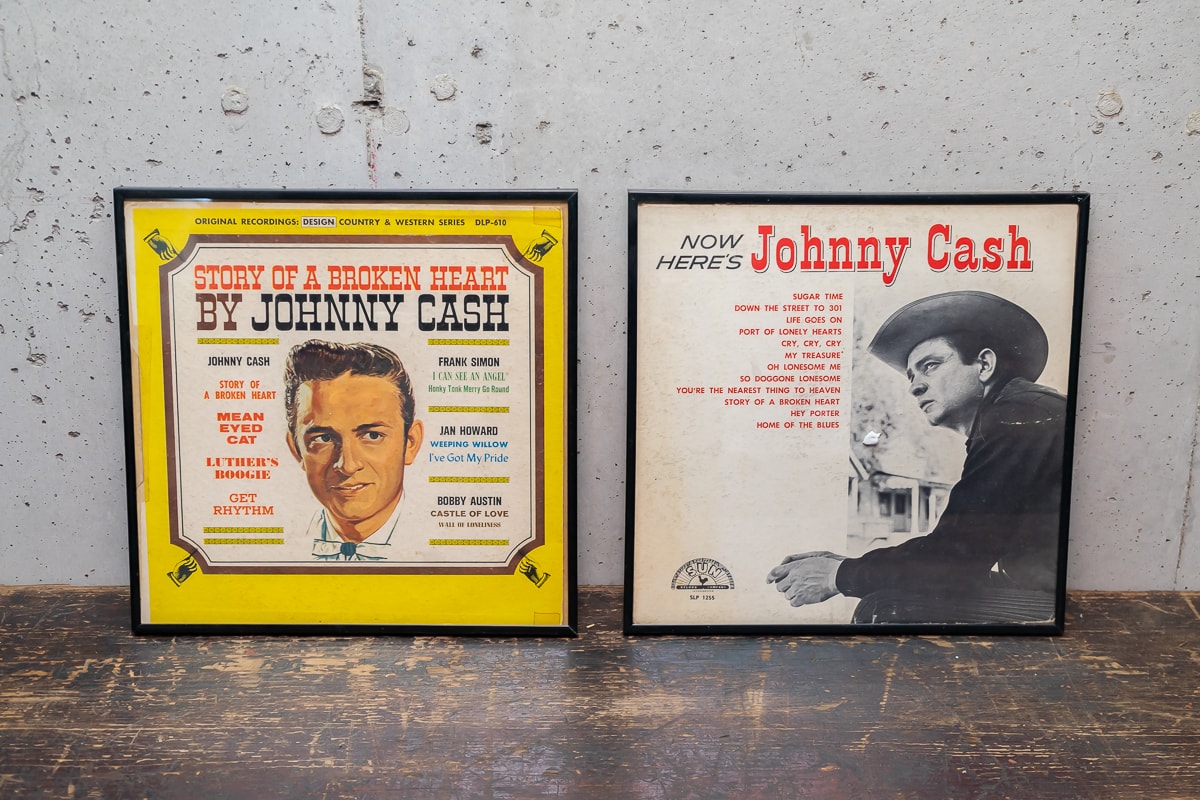 ORIGINAL RECORDINGS: DESIGN COUNTRY & WESTERN SERIES DLP-610
STORY OF A BROKEN HEART
BY JOHNNY CASH
JOHNNY CASH
STORY OF
A BROKEN HEART
MEAN
EYED
CAT
LUTHER'S
BOOGIE
GET
RHYTHM
FRANK SIMON
"I CAN SEE AN ANGEL"
Honky Tonk Merry Go Round
JAN HOWARD
WEEPING WILLOW
I've Got My Pride
BOBBY AUSTIN
CASTLE OF LOVE
WALL OF LONELINESS
NOW
HERE'S Johnny Cash
SUGAR TIME
DOWN THE STREET TO 301
LIFE GOES ON
PORT OF LONELY HEARTS
CRY, CRY, CRY
MY TREASURE
OH LONESOME ME
SO DOGGONE LONESOME
YOU'RE THE NEAREST THING TO HEAVEN
STORY OF A BROKEN HEART
HEY PORTER
HOME OF THE BLUES
SUN
RECORD COMPANY
SLP 1255